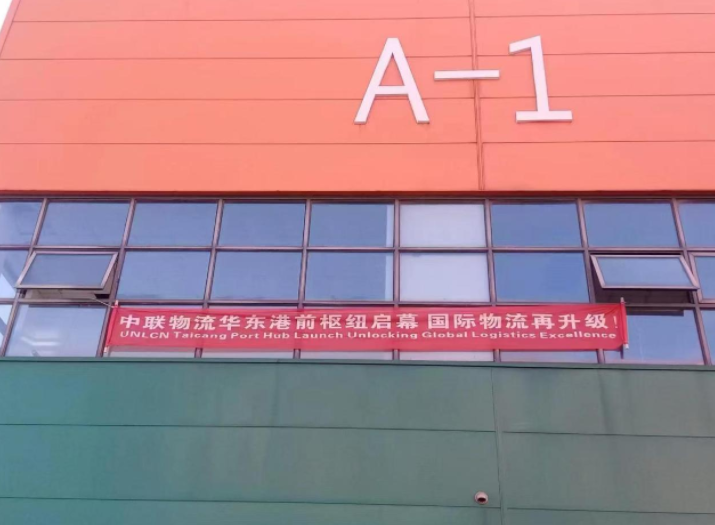 A-1
中联物流华东港前枢纽启幕 国际物流再升级!
UNLCN Taicang Port Hub Launch Unlocking Global Logistics Excellence